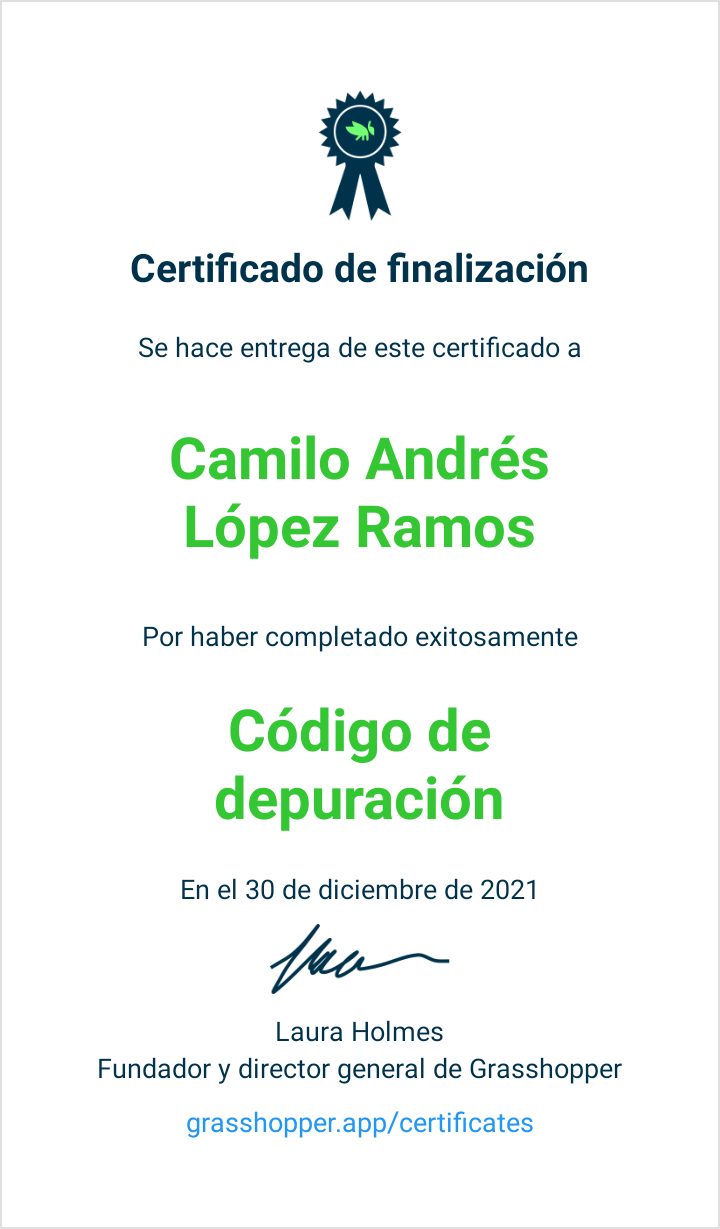 Certificado de finalización
Se hace entrega de este certificado a
Camilo Andrés
López Ramos
Por haber completado exitosamente
Código de
depuración
En el 30 de diciembre de 2021
Laura Holmes
Fundador y director general de Grasshopper
grasshopper.app/certificates